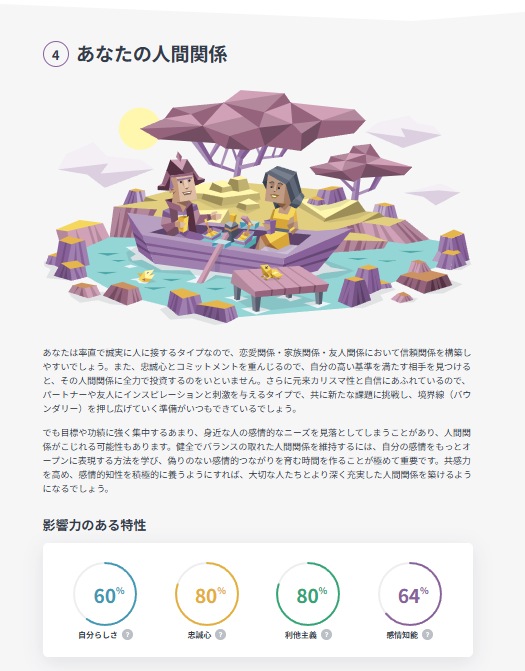 4 あなたの人間関係
あなたは率直で誠実に人に接するタイプなので、恋愛関係・家族関係・友人関係において信頼関係を構築し
やすいでしょう。また、忠誠心とコミットメントを重んじるので、自分の高い基準を満たす相手を見つける
と、その人間関係に全力で投資するのをいといません。さらに元来カリスマ性と自信にあふれているので、
パートナーや友人にインスピレーションと刺激を与えるタイプで、共に新たな課題に挑戦し、境界線（バウ
ンダリー）を押し広げていく準備がいつもできているでしょう。
でも目標や功績に強く集中するあまり、身近な人の感情的なニーズを見落としてしまうことがあり、人間関
係がこじれる可能性もあります。健全でバランスの取れた人間関係を維持するには、自分の感情をもっとオ
ープンに表現する方法を学び、偽りのない感情的つながりを育む時間を作ることが極めて重要です。共感力
を高め、感情的知性を積極的に養うようにすれば、大切な人たちとより深く充実した人間関係を築けるよう
になるでしょう。
影響力のある特性
60% 80% 80% 64%
自分らしさ ? 忠誠心 ? 利他主義 ? 感情知能 ?